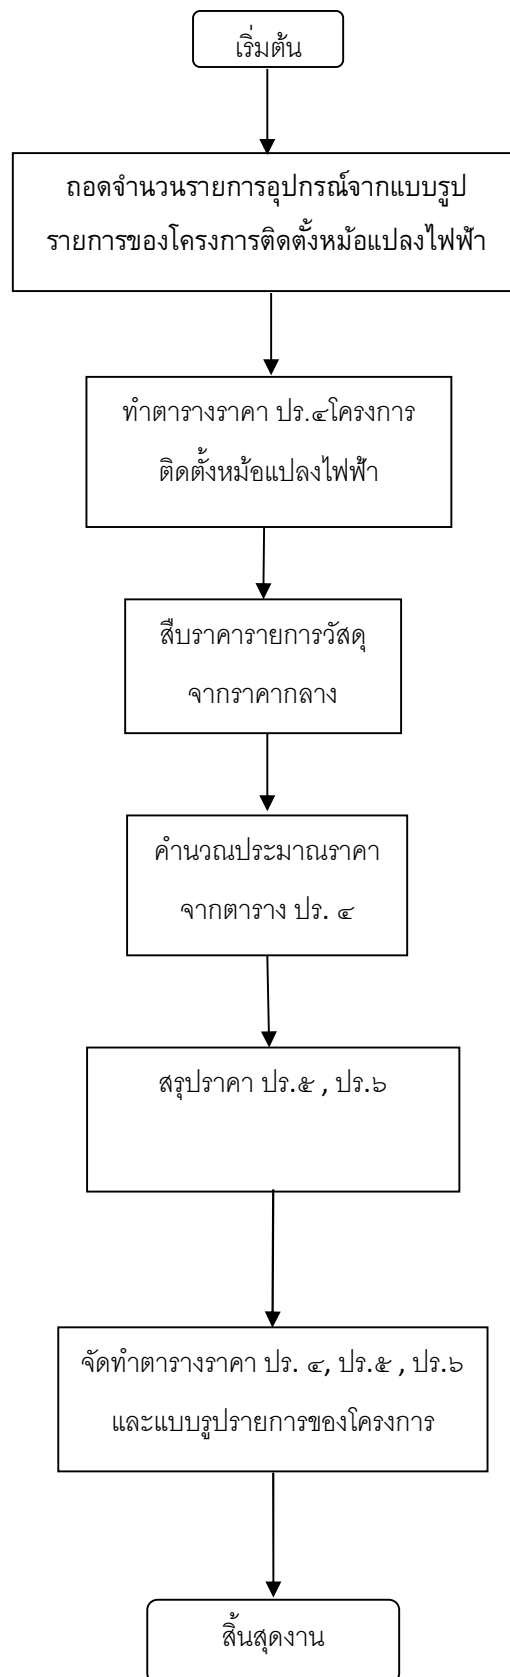 เริ่มต้น
ถอดจำนวนรายการอุปกรณ์จากแบบรูป
รายการของโครงการติดตั้งหม้อแปลงไฟฟ้า
ทำตารางราคา ปร.๔โครงการ
ติดตั้งหม้อแปลงไฟฟ้า
สืบราคารายการวัสดุ
จากราคากลาง
คำนวณประมาณราคา
จากตาราง ปร. ๔
สรุปราคา ปร.๕ , ปร.๖
จัดทำตารางราคา ปร. ๔, ปร.๕ , ปร.๖
และแบบรูปรายการของโครงการ
สิ้นสุดงาน